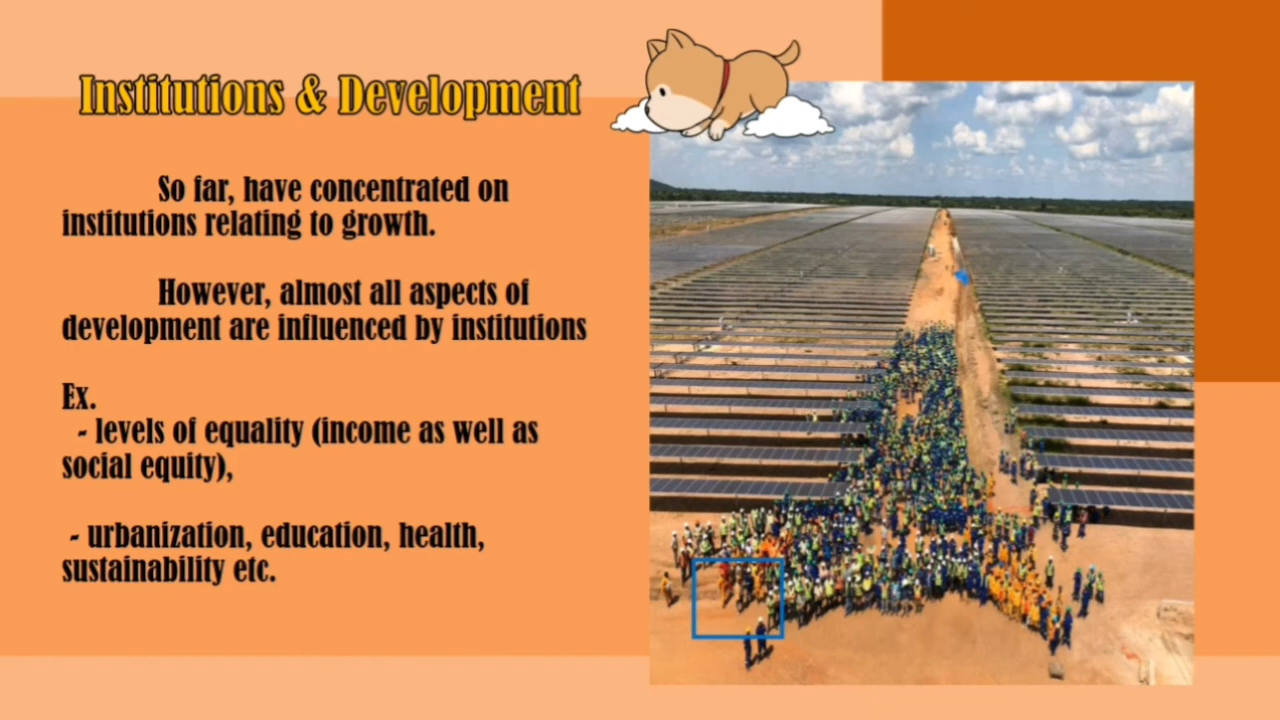 Institutions & Development
So far, have concentrated on
institutions relating to growth.
However, almost all aspects of
development are influenced by institutions
Ex.
- levels of equality (income as well as
social equity),
- urbanization, education, health,
sustainability etc.